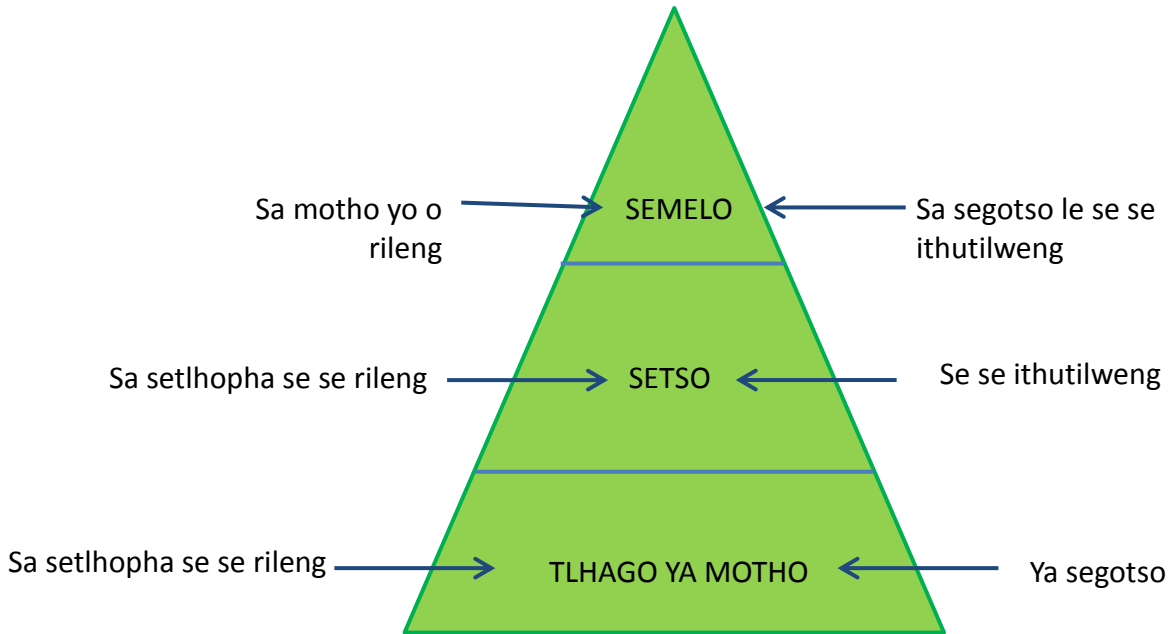 Sa motho yo o
rileng
SEMELO
Sa segotso le se se
ithutilweng
Sa setlhopha se se rileng
SETSO
Se se ithutilweng
Sa setlhopha se se rileng
TLHAGO YA MOTHO
Ya segotso